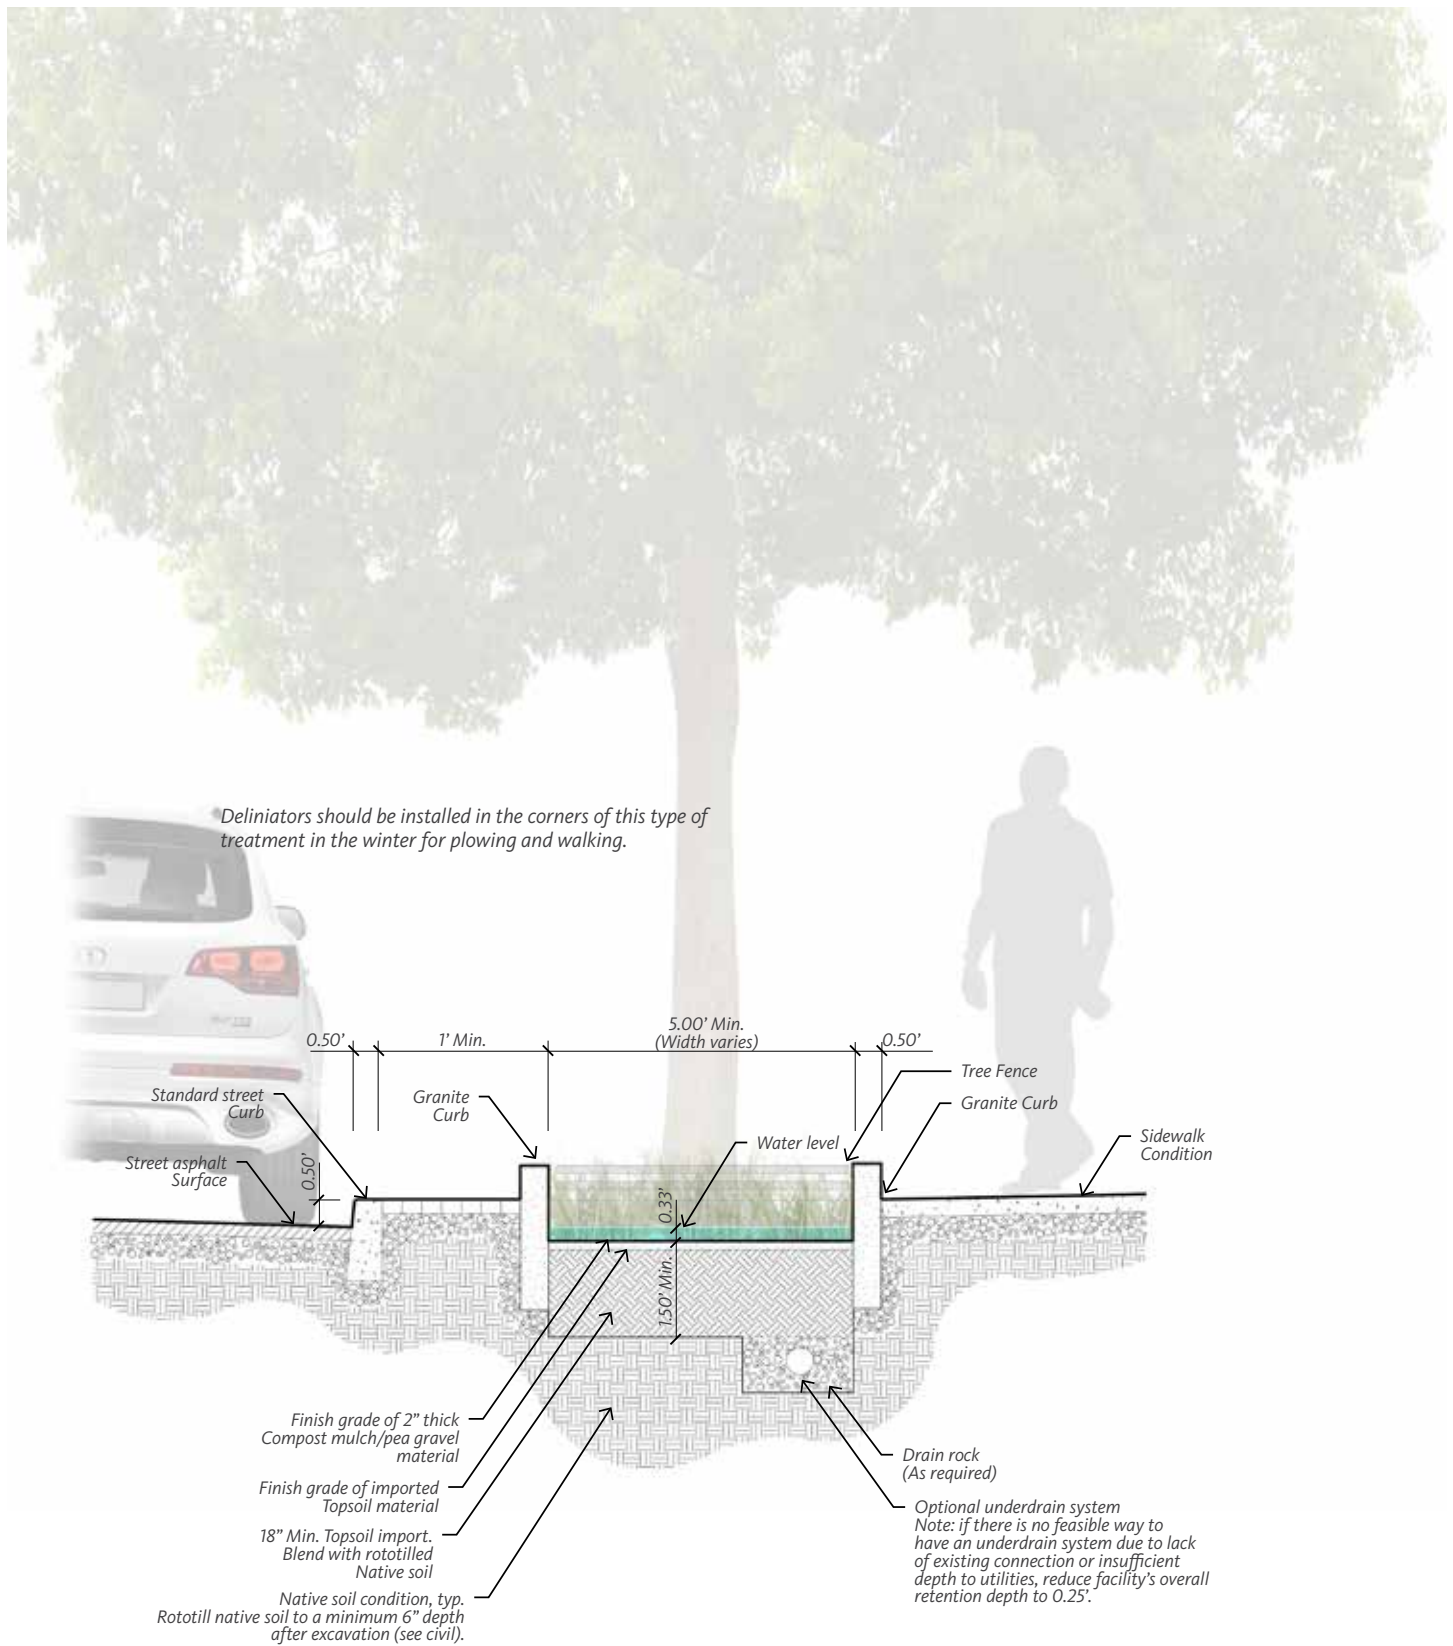 Deliniators should be installed in the corners of this type of
treatment in the winter for plowing and walking.
0.50'
1' Min.
5.00' Min.
(Width varies)
0.50'
Standard street
Curb
Granite
Curb
Tree Fence
Granite Curb
Water level
Sidewalk
Condition
Street asphalt
Surface
0.50'
0.33'
1.50' Min.
Finish grade of 2” thick
Compost mulch/pea gravel
material
Finish grade of imported
Topsoil material
18” Min. Topsoil import.
Blend with rototilled
Native soil
Native soil condition, typ.
Rototill native soil to a minimum 6” depth
after excavation (see civil).
Drain rock
(As required)
Optional underdrain system
Note: if there is no feasible way to
have an underdrain system due to lack
of existing connection or insufficient
depth to utilities, reduce facility’s overall
retention depth to 0.25’.